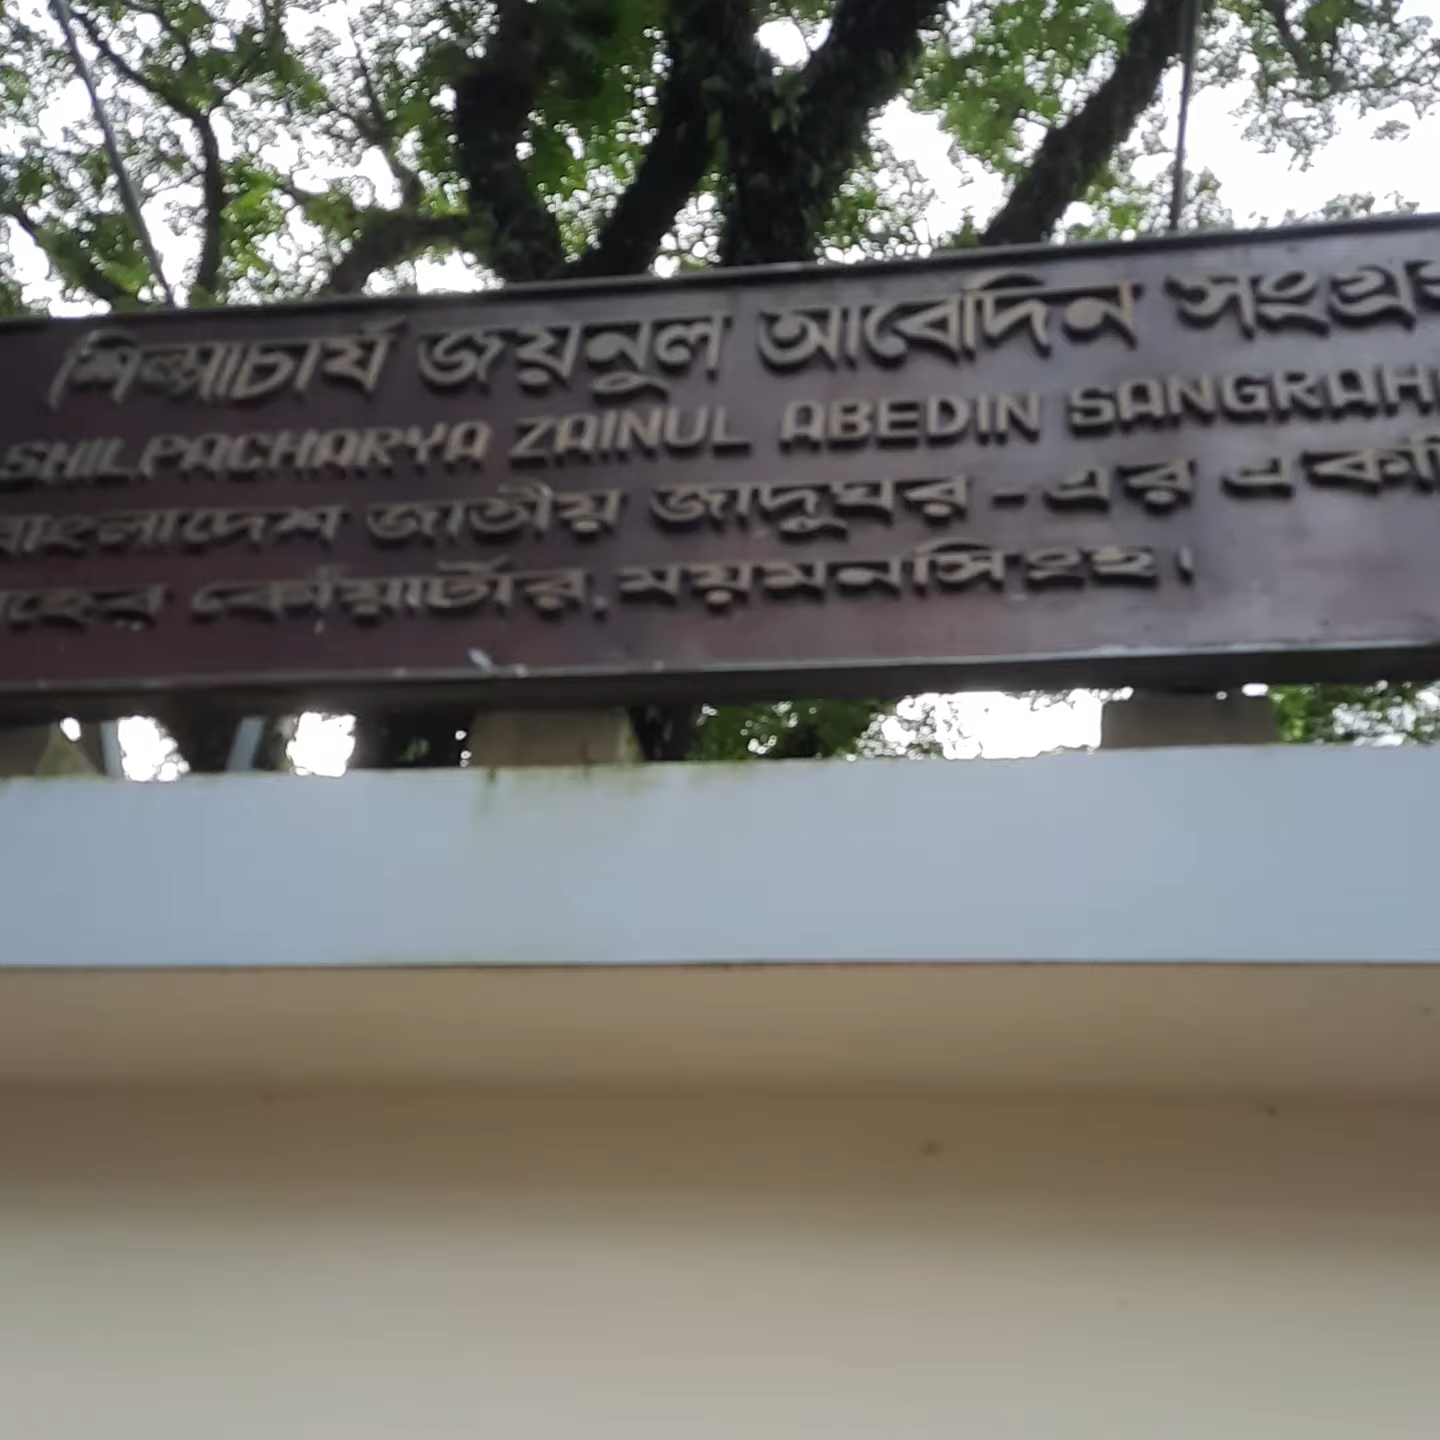 শিল্পাচার্য জয়নুল আবেদিন
SHILPACHARYA ZAINUL ABEDIN
বাংলাদেশ জাতীয় জাদুঘর - এর
কোয়ার্টার, ময়মনসিংহ।